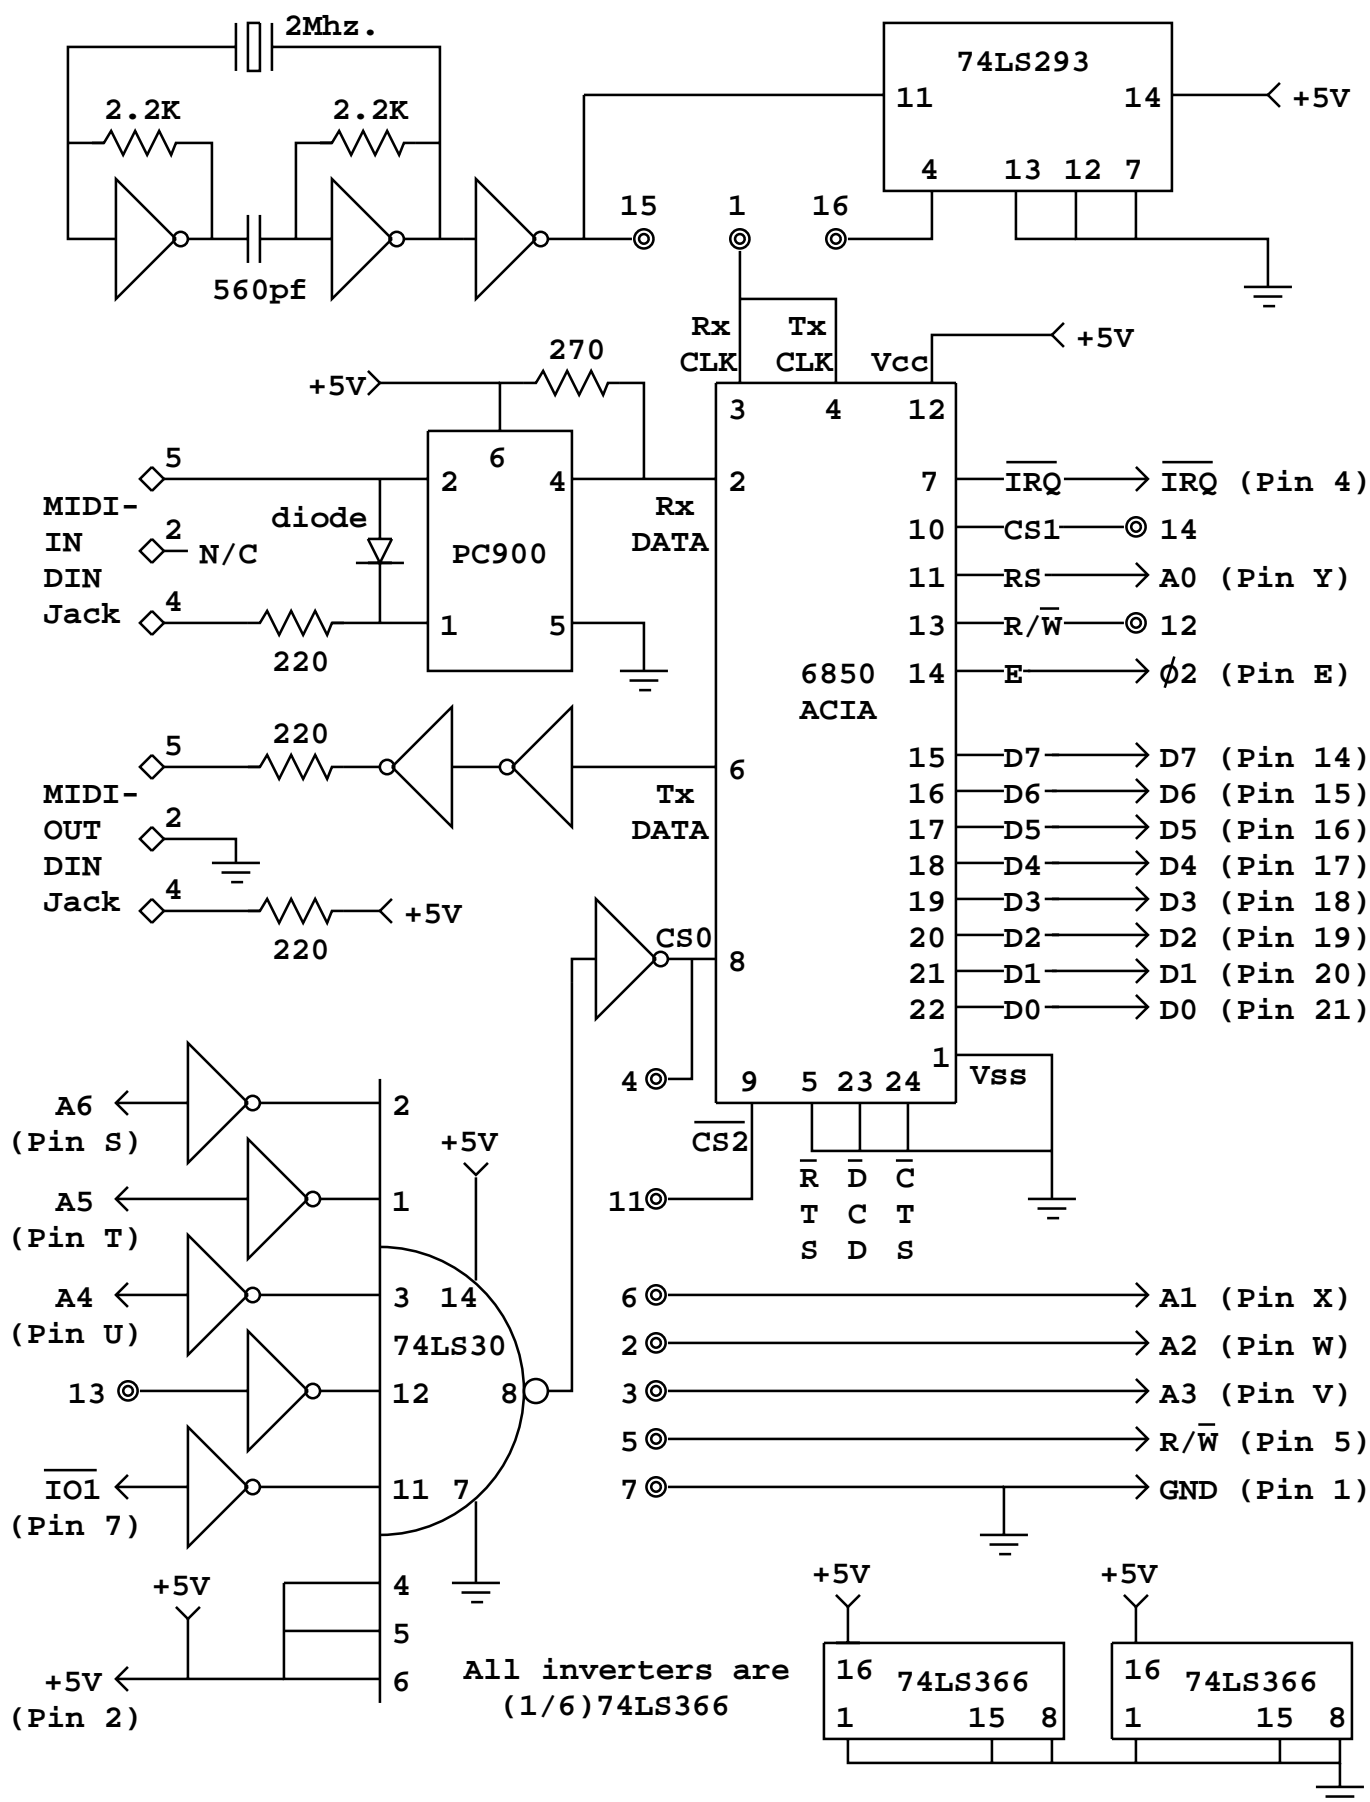 2Mhz.
2.2K
2.2K
560pf
74LS293
11
14
+5V
4
13
12
7
15
1
16
Rx
CLK
Tx
CLK
Vcc
+5V
270
+5V
3
4
12
6
2
4
PC900
1
5
5
MIDI-
2
IN
N/C
DIN
4
Jack
diode
220
2
Rx
DATA
7
IRQ
IRQ (Pin 4)
10
CS1
14
11
RS
A0 (Pin Y)
13
R/W
12
6850
ACIA
14
E
ϕ2 (Pin E)
5
220
MIDI-
2
OUT
DIN
4
Jack
+5V
220
6
Tx
DATA
15
D7
D7 (Pin 14)
16
D6
D6 (Pin 15)
17
D5
D5 (Pin 16)
18
D4
D4 (Pin 17)
19
D3
D3 (Pin 18)
20
D2
D2 (Pin 19)
21
D1
D1 (Pin 20)
22
D0
D0 (Pin 21)
CS0
8
4
9
5
23
24
1
Vss
CS2
11
RTS
DCD
CTS
A6
(Pin S)
2
A5
(Pin T)
1
+5V
A4
(Pin U)
3
14
74LS30
13
12
8
IO1
(Pin 7)
11
7
+5V
4
5
+5V
(Pin 2)
6
6
A1 (Pin X)
2
A2 (Pin W)
3
A3 (Pin V)
5
R/W (Pin 5)
7
GND (Pin 1)
All inverters are
(1/6)74LS366
+5V
16
74LS366
1
15
8
+5V
16
74LS366
1
15
8